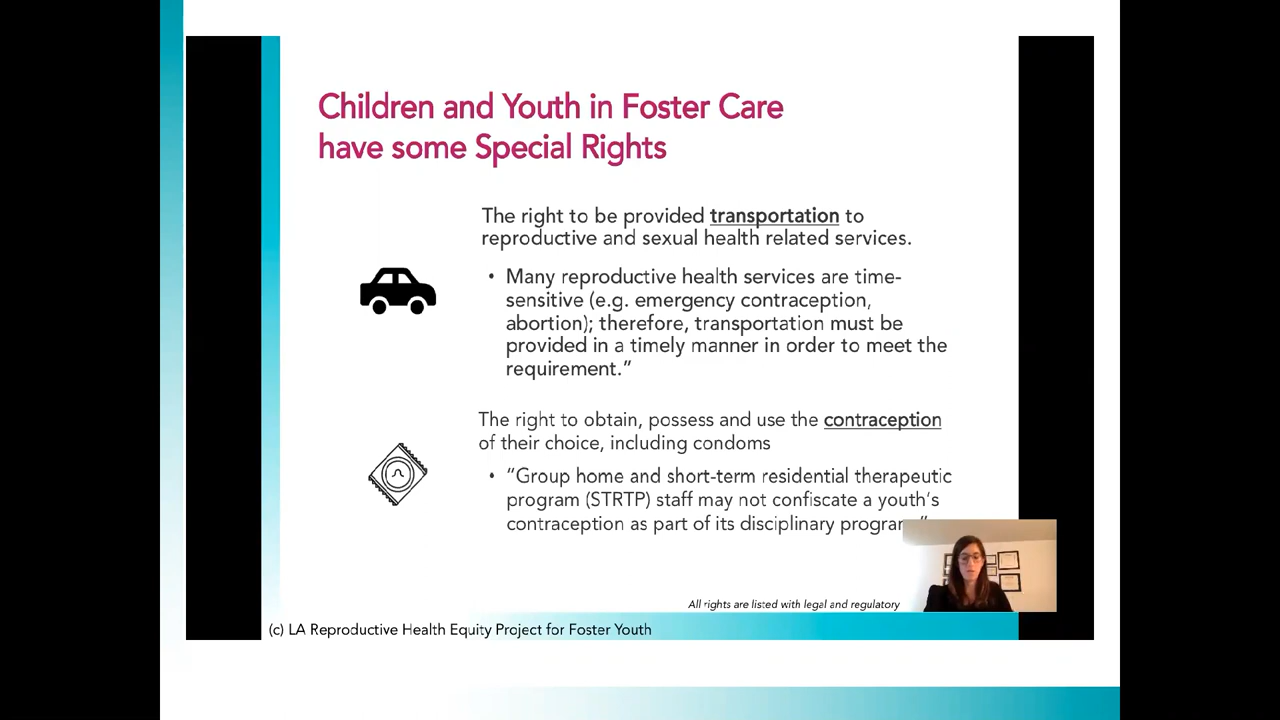 Children and Youth in Foster Care
have some Special Rights
The right to be provided transportation to
reproductive and sexual health related services.
• Many reproductive health services are time-
sensitive (e.g. emergency contraception,
abortion); therefore, transportation must be
provided in a timely manner in order to meet the
requirement.”
The right to obtain, possess and use the contraception
of their choice, including condoms
• “Group home and short-term residential therapeutic
program (STRTP) staff may not confiscate a youth’s
contraception as part of its disciplinary program.”
All rights are listed with legal and regulatory
(c) LA Reproductive Health Equity Project for Foster Youth